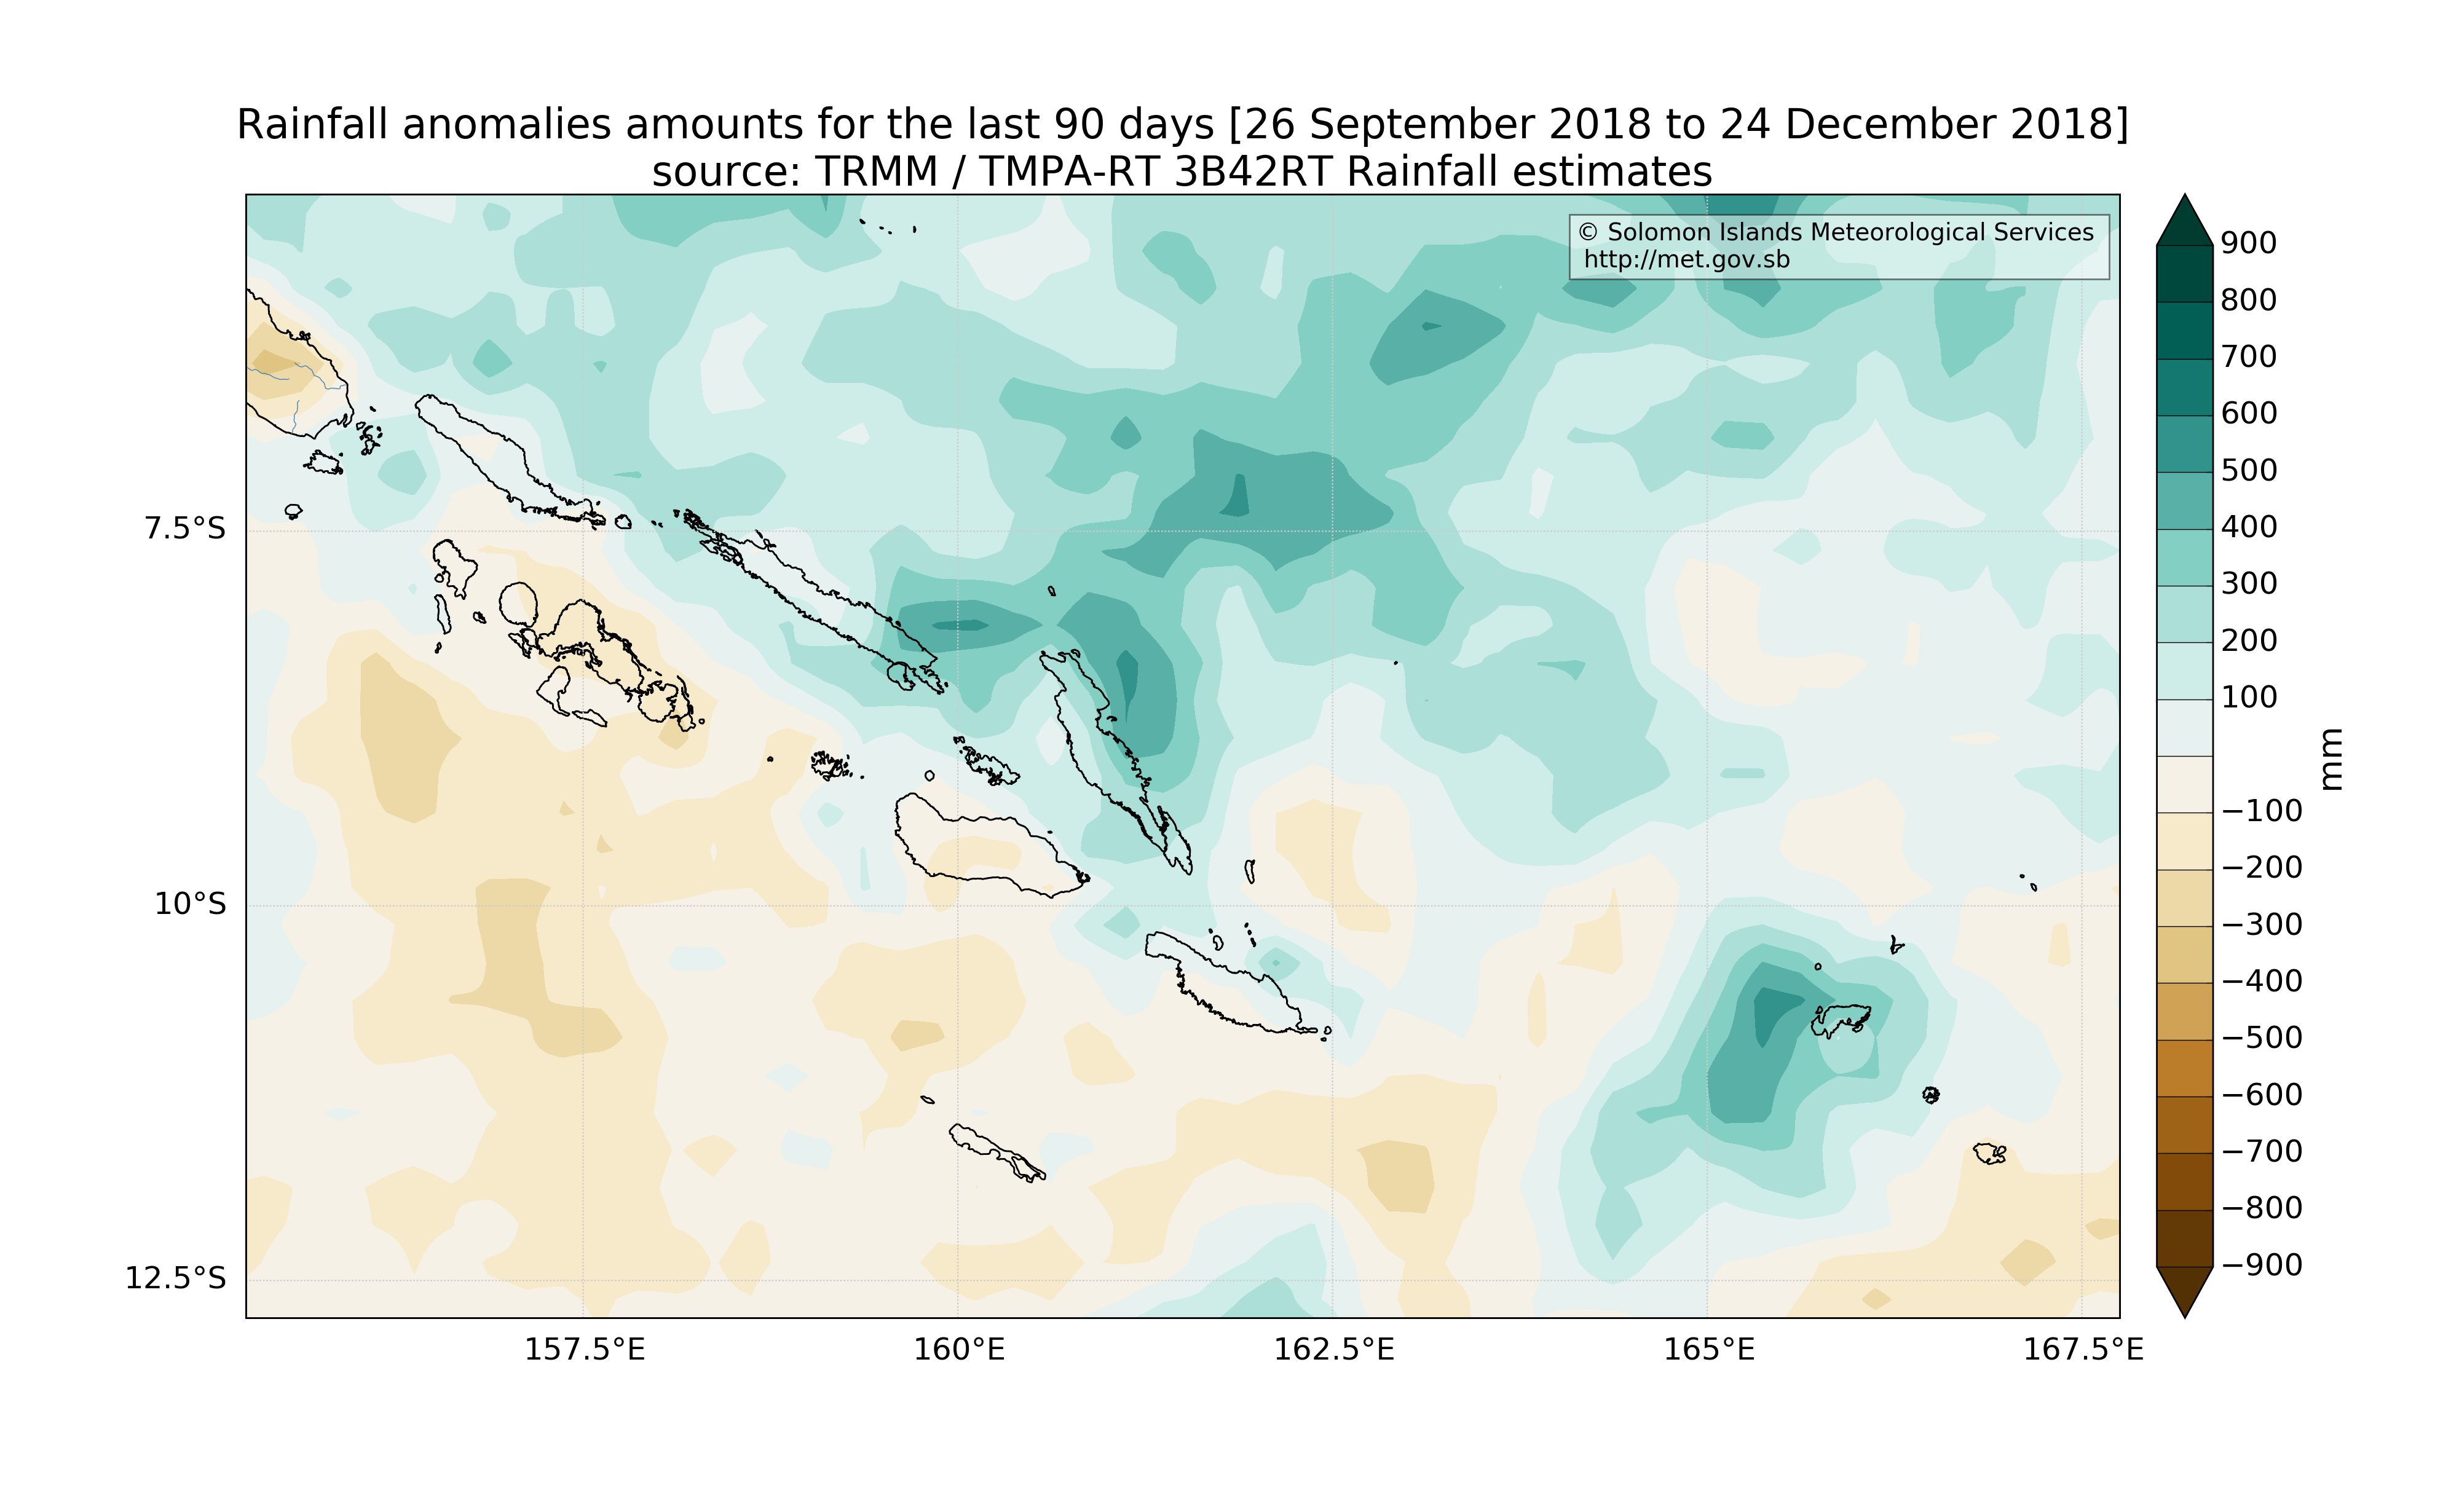 Rainfall anomalies amounts for the last 90 days [26 September 2018 to 24 December 2018]
source: TRMM / TMPA-RT 3B42RT Rainfall estimates
© Solomon Islands Meteorological Services
http://met.gov.sb
7.5°S
10°S
12.5°S
157.5°E
160°E
162.5°E
165°E
167.5°E
900
800
700
600
500
400
300
200
100
−100
−200
−300
−400
−500
−600
−700
−800
−900
mm